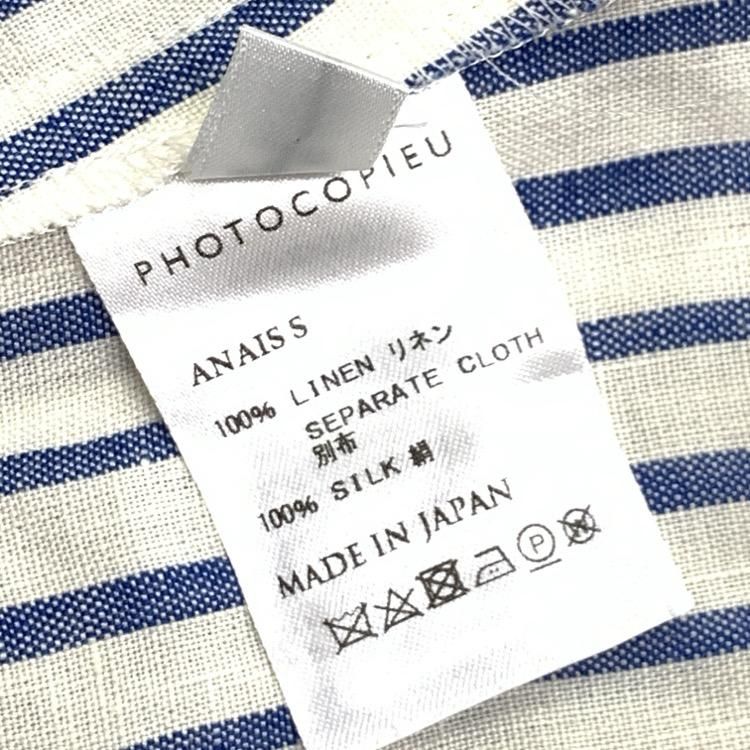 PHOTOCOPIEU
ANAIS S
100% LINEN リネン
SEPARATE CLOTH
別布
100% SILK 絹
MADE IN JAPAN
P